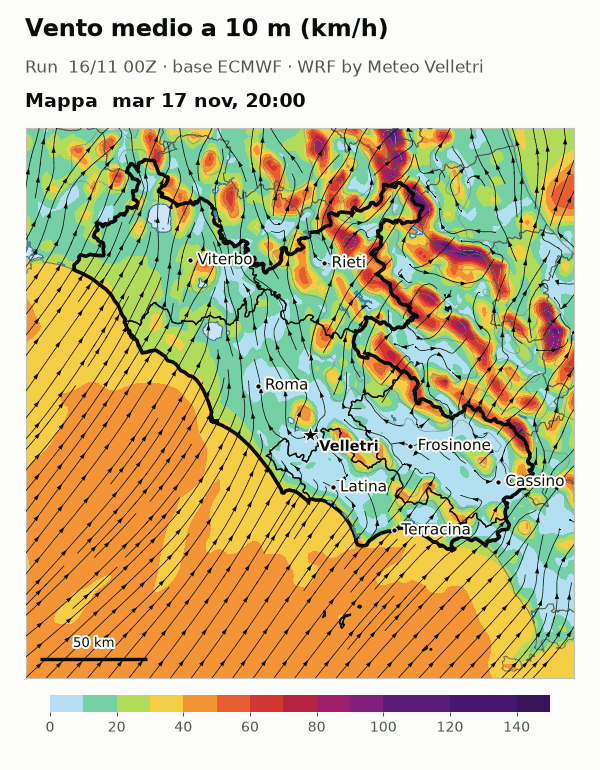 Vento medio a 10 m (km/h)
Run  16/11 00Z · base ECMWF · WRF by Meteo Velletri
Mappa  mar 17 nov, 20:00
Viterbo
Rieti
Roma
Velletri
Frosinone
Cassino
Latina
Terracina
50 km
0 20 40 60 80 100 120 140